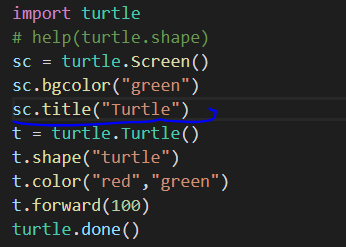 import turtle
# help(turtle.shape)
sc = turtle.Screen()
sc.bgcolor("green")
sc.title("Turtle")
t = turtle.Turtle()
t.shape("turtle")
t.color("red","green")
t.forward(100)
turtle.done()